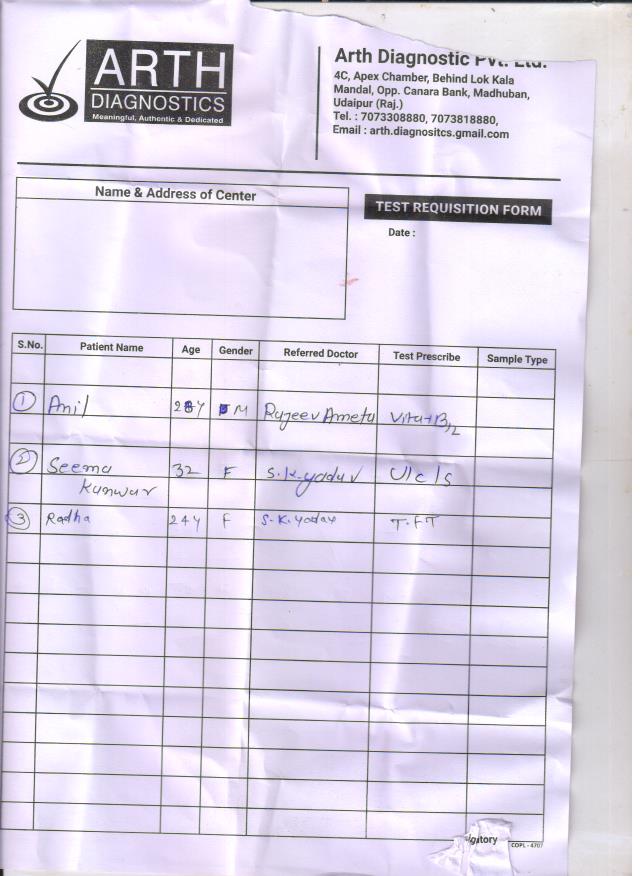 ARTH
DIAGNOSTICS
Meaningful, Authentic & Dedicated
Arth Diagnostic Pvt. Ltd.
4C, Apex Chamber, Behind Lok Kala
Mandal, Opp. Canara Bank, Madhuban,
Udaipur (Raj.)
Tel. : 7073308880, 7073818880,
Email : arth.diagnositcs.gmail.com
Name & Address of Center
TEST REQUISITION FORM
Date :
S.No. Patient Name Age Gender Referred Doctor Test Prescribe Sample Type
1 Anil M Rajeev Ameta Vita+B12
2 Seema 32 F S.K. yadav U/c/s
Kunwar
3 Radha 24Y F S.K. yadav T.FT
COPL - 4707